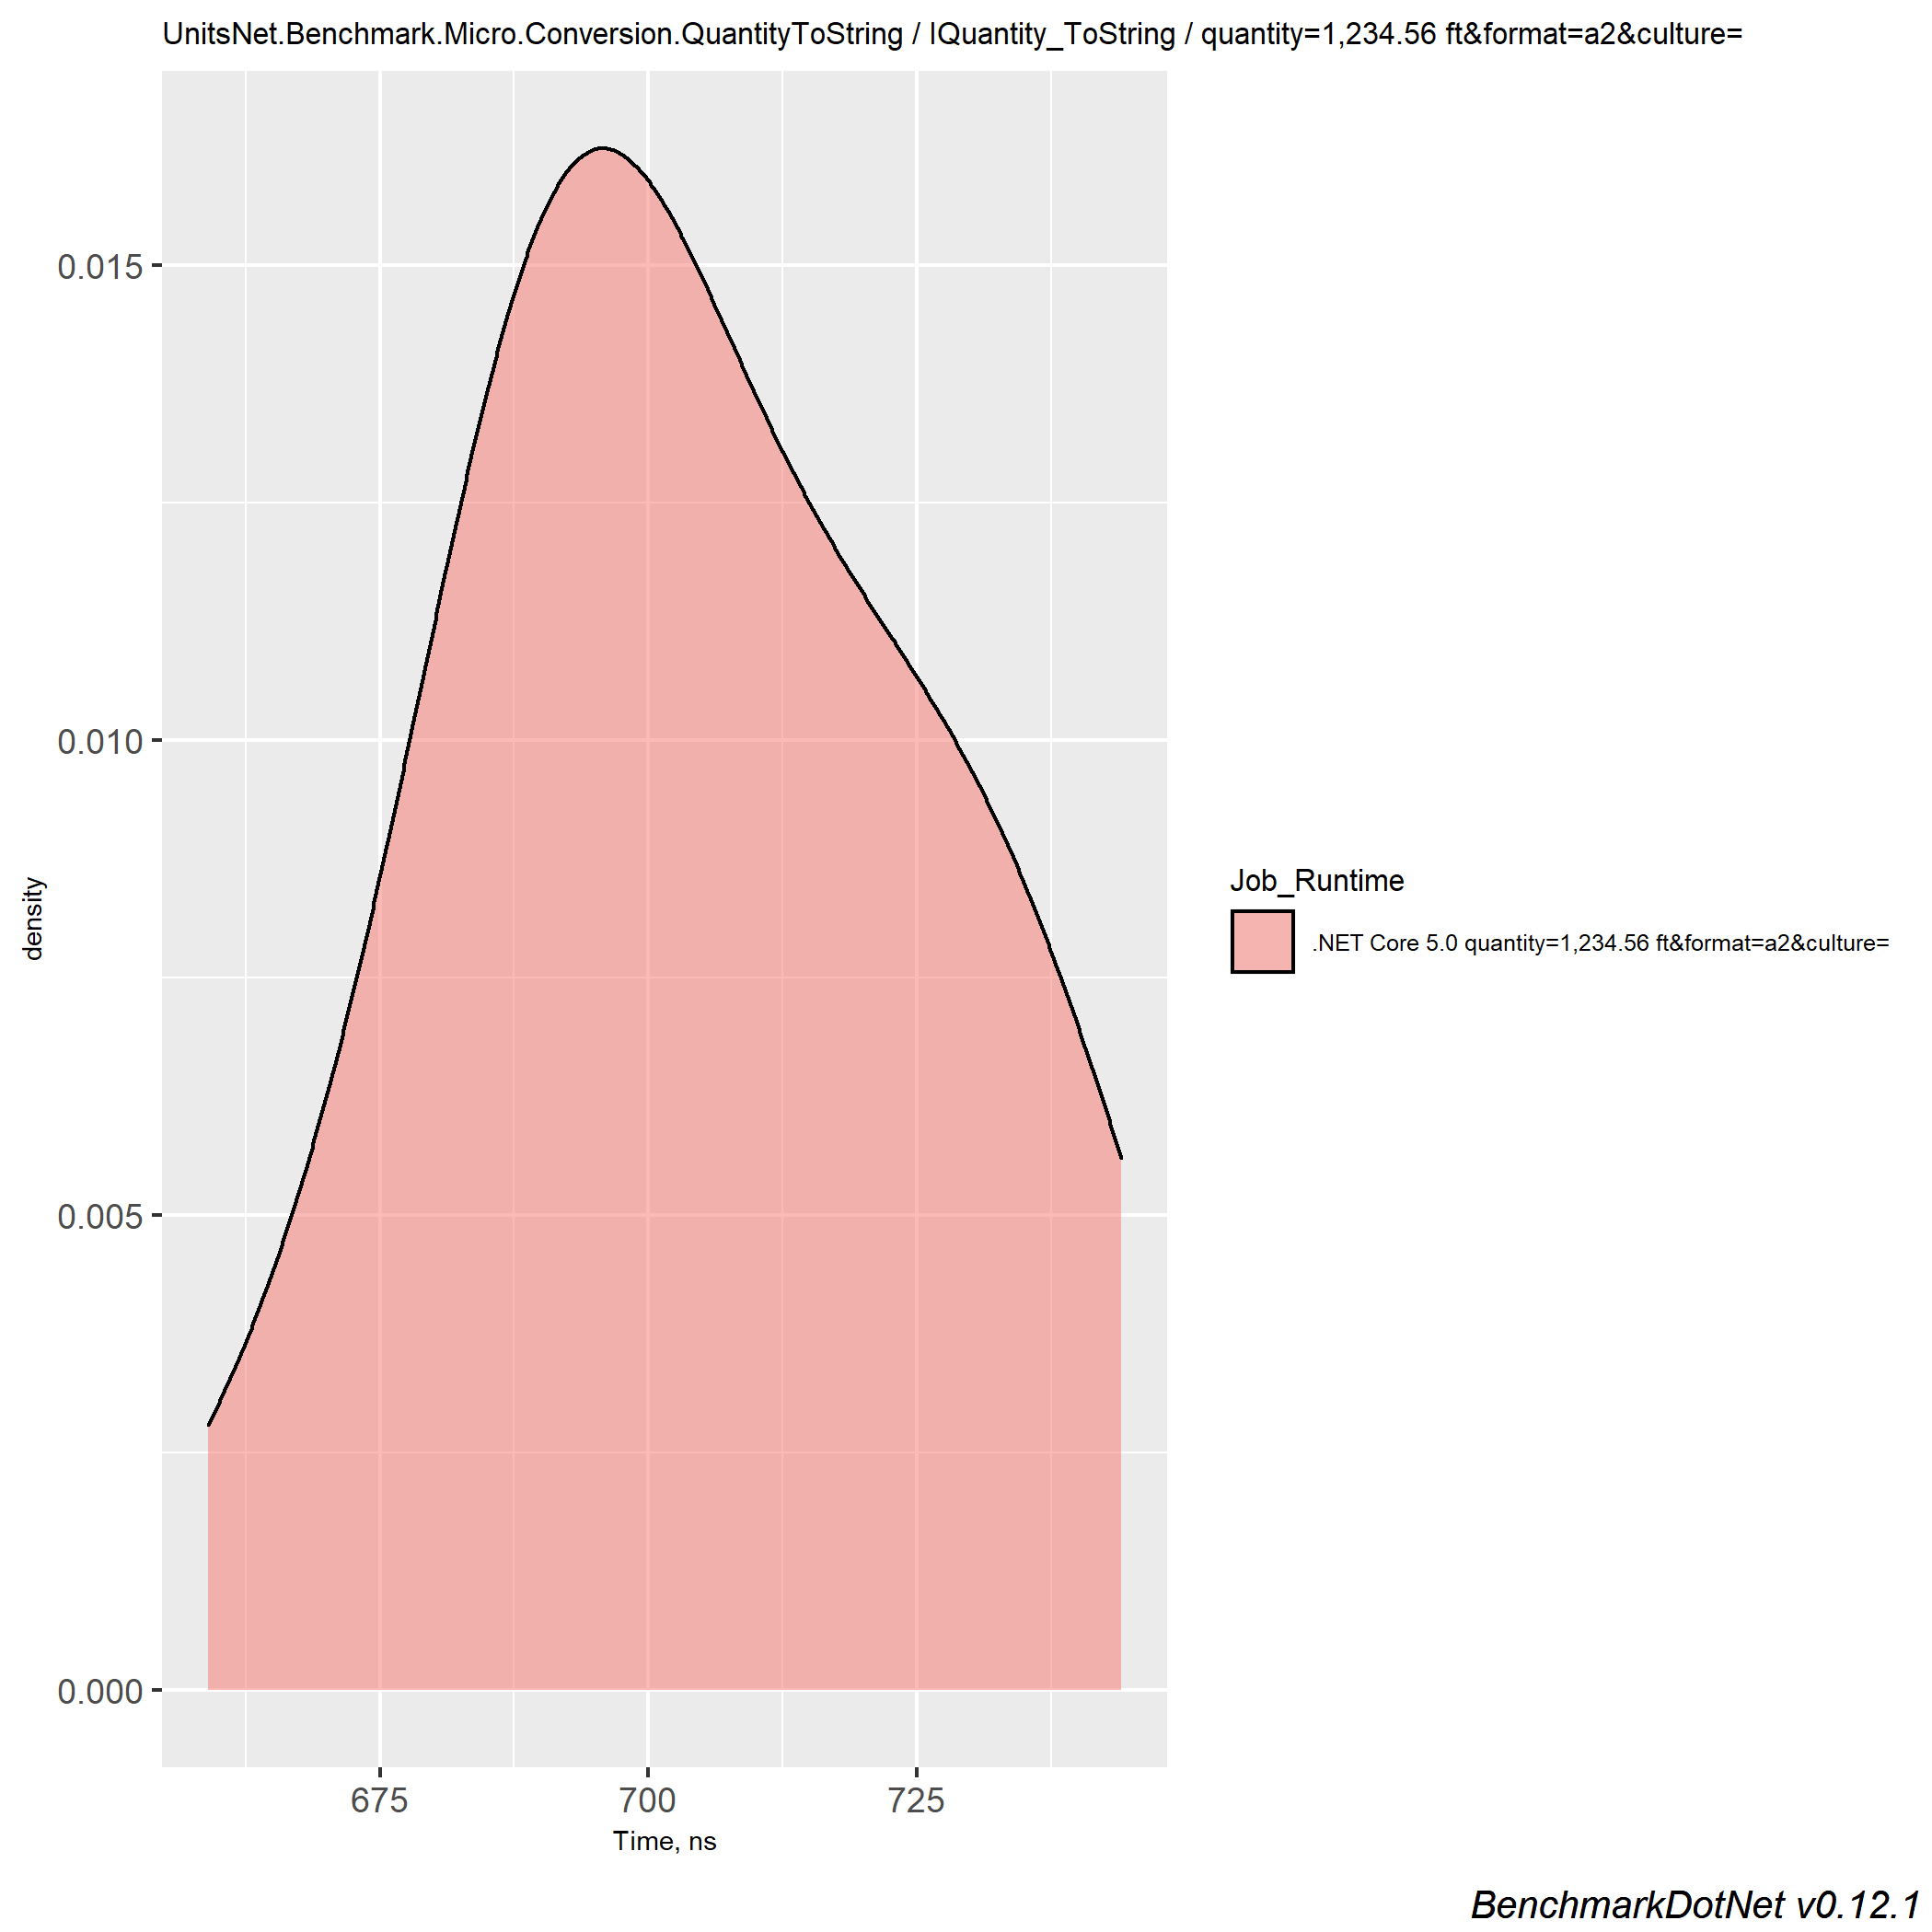 UnitsNet.Benchmark.Micro.Conversion.QuantityToString / IQuantity_ToString / quantity=1,234.56 ft&format=a2&culture=
0.015
0.010
0.005
0.000
density
675 700 725
Time, ns
Job_Runtime
.NET Core 5.0 quantity=1,234.56 ft&format=a2&culture=
BenchmarkDotNet v0.12.1